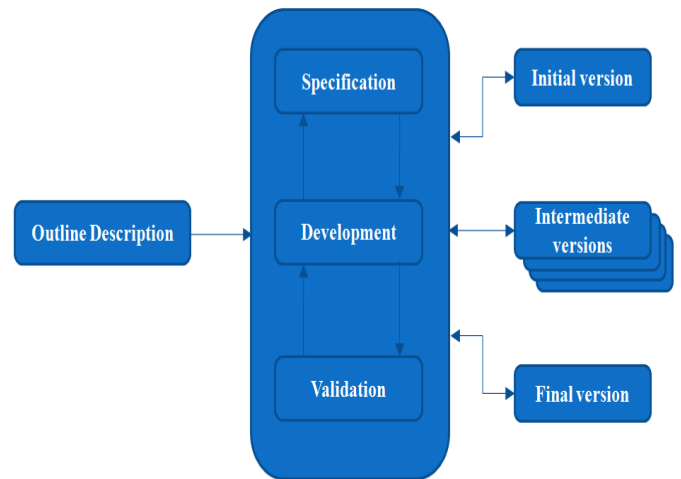 Specification
Initial version
Outline Description
Development
Intermediate
versions
Validation
Final version